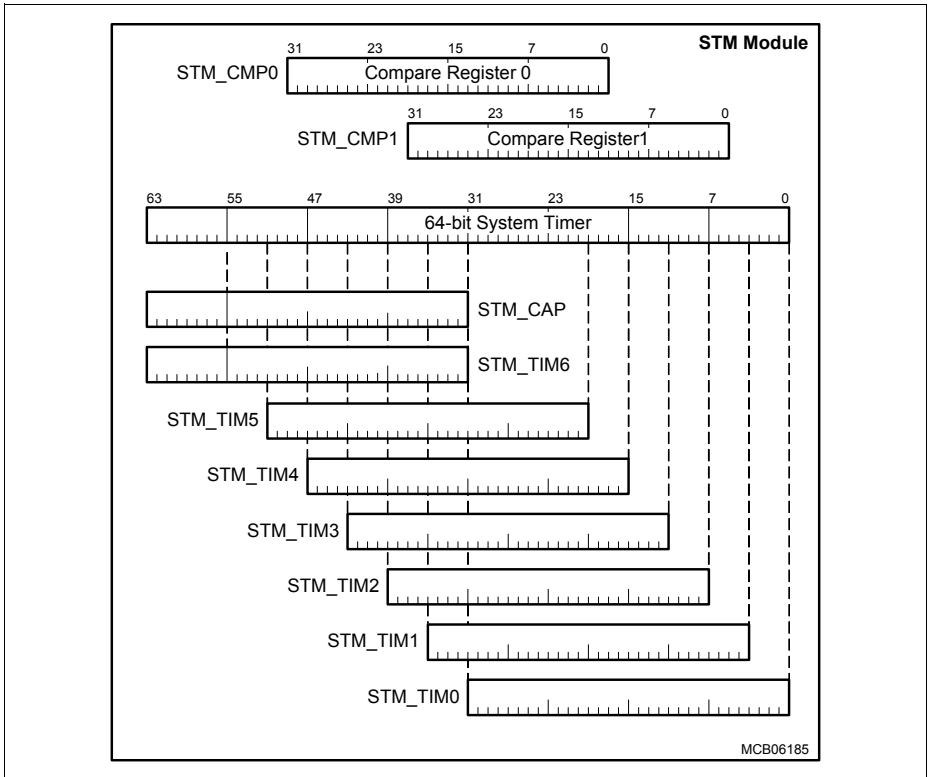 STM Module
31 23 15 7 0
STM_CMP0 Compare Register 0
31 23 15 7 0
STM_CMP1 Compare Register1
63 55 47 39 31 23 15 7 0
64-bit System Timer
STM_CAP
STM_TIM6
STM_TIM5
STM_TIM4
STM_TIM3
STM_TIM2
STM_TIM1
STM_TIM0
MCB06185